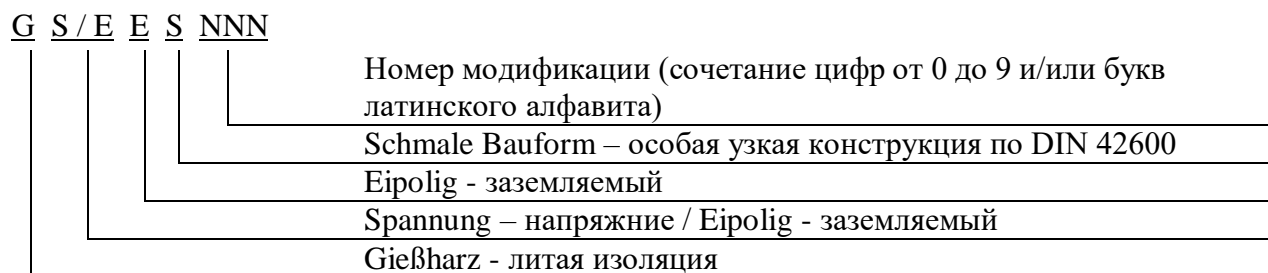 G S / E E S NNN
Номер модификации (сочетание цифр от 0 до 9 и/или букв
латинского алфавита)
Schmale Bauform – особая узкая конструкция по DIN 42600
Eipolig - заземляемый
Spannung – напряжние / Eipolig - заземляемый
Gießharz - литая изоляция